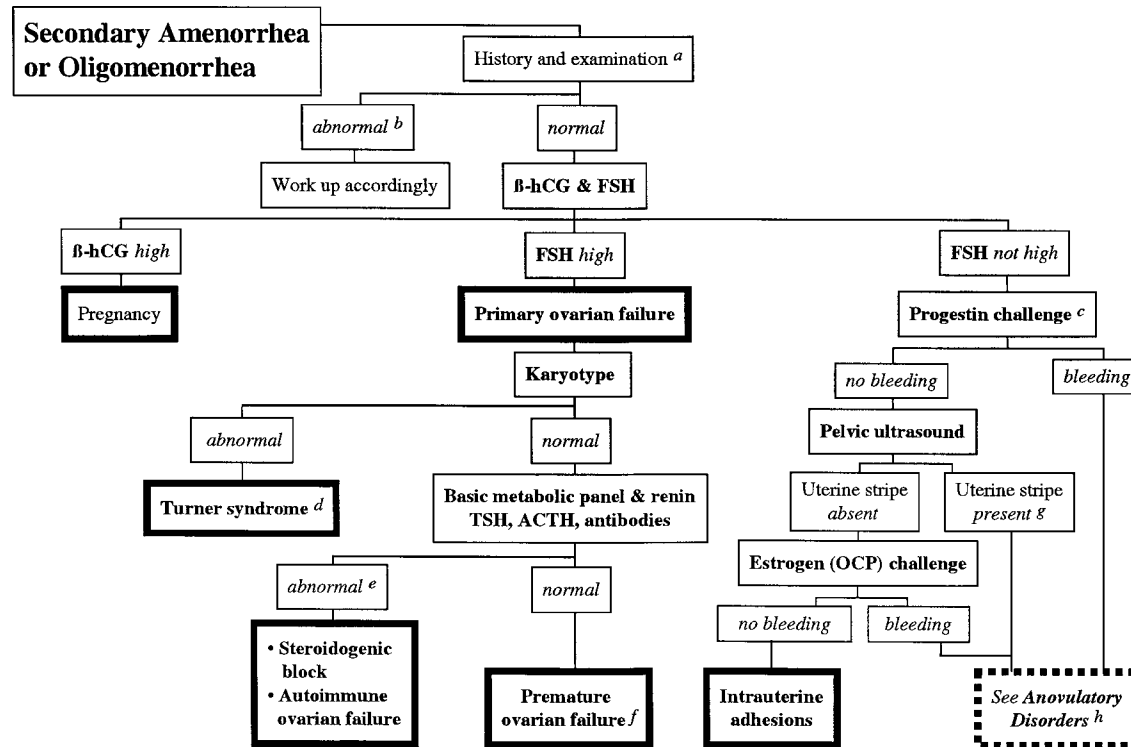 Secondary Amenorrhea
or Oligomenorrhea
History and examination a
abnormal b
normal
Work up accordingly
ß-hCG & FSH
ß-hCG high
FSH high
FSH not high
Pregnancy
Primary ovarian failure
Progestin challenge c
Karyotype
no bleeding
bleeding
abnormal
normal
Pelvic ultrasound
Turner syndrome d
Basic metabolic panel & renin
TSH, ACTH, antibodies
Uterine stripe
absent
Uterine stripe
present g
Estrogen (OCP) challenge
abnormal e
normal
no bleeding
bleeding
• Steroidogenic
block
• Autoimmune
ovarian failure
Premature
ovarian failure f
Intrauterine
adhesions
See Anovulatory
Disorders h